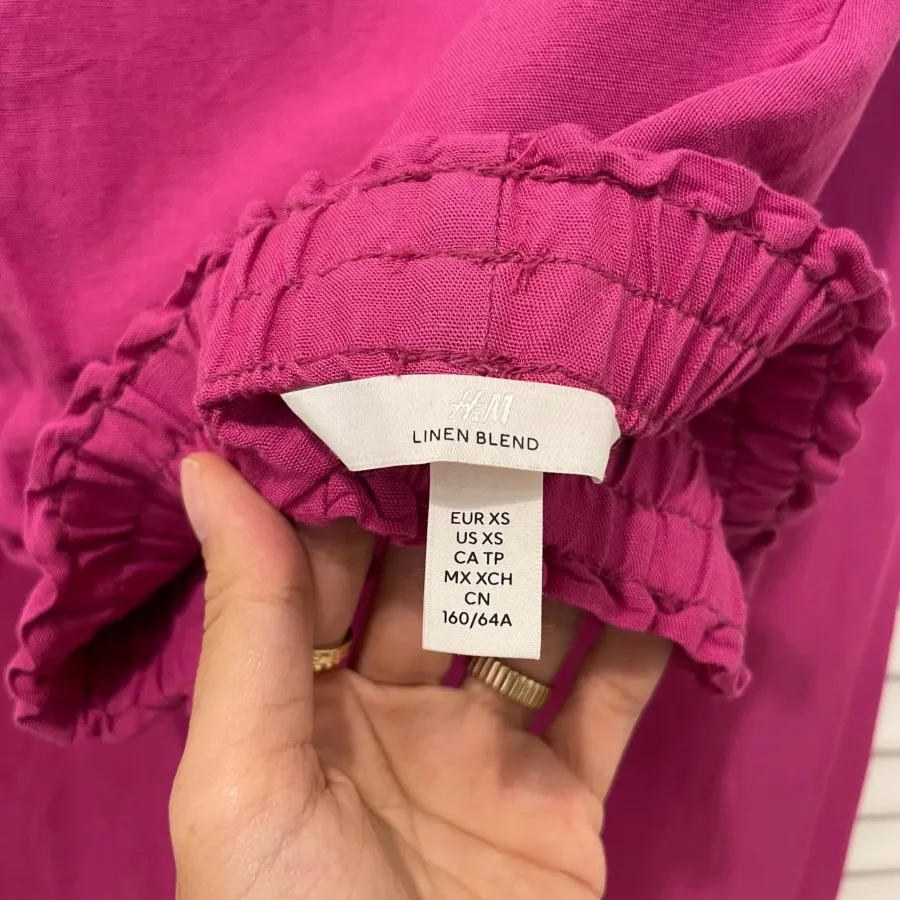 H&M
LINEN BLEND
EUR XS
US XS
CA TP
MX XCH
CN
160/64A